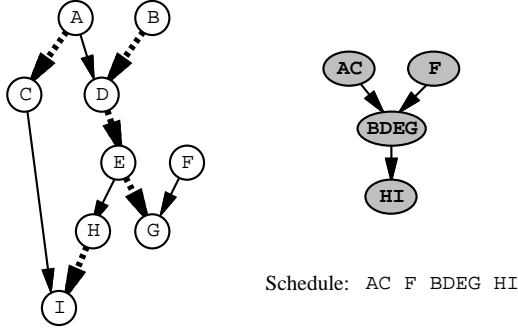 A B
C D
E F
H G
I
AC F
BDEG
HI
Schedule: AC F BDEG HI